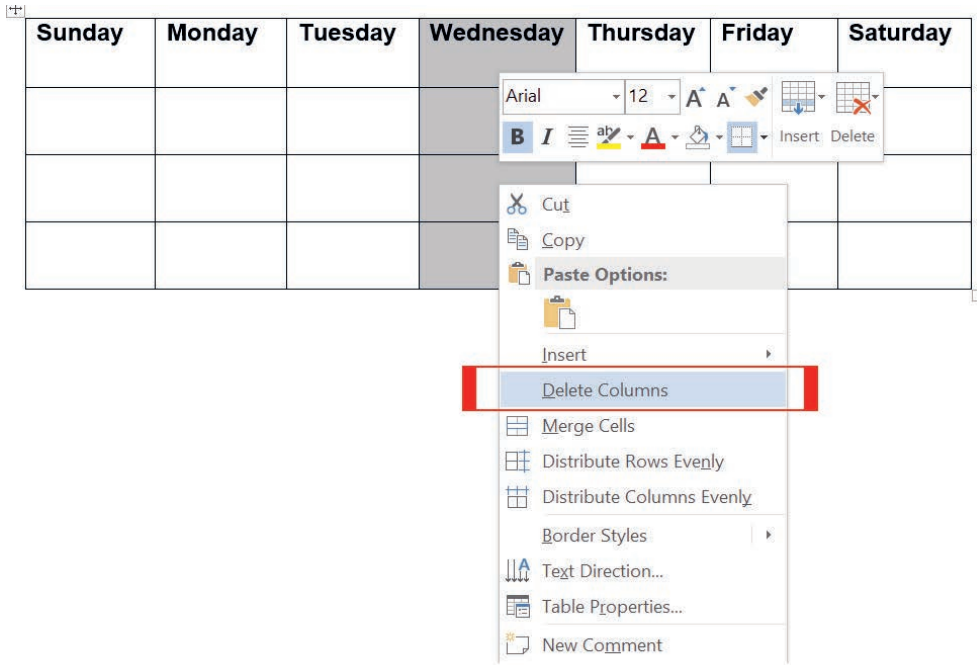 Sunday Monday Tuesday Wednesday Thursday Friday Saturday
Arial 12 A A
B I ab A Insert Delete
Cut
Copy
Paste Options:
Insert
Delete Columns
Merge Cells
Distribute Rows Evenly
Distribute Columns Evenly
Border Styles
Text Direction...
Table Properties...
New Comment